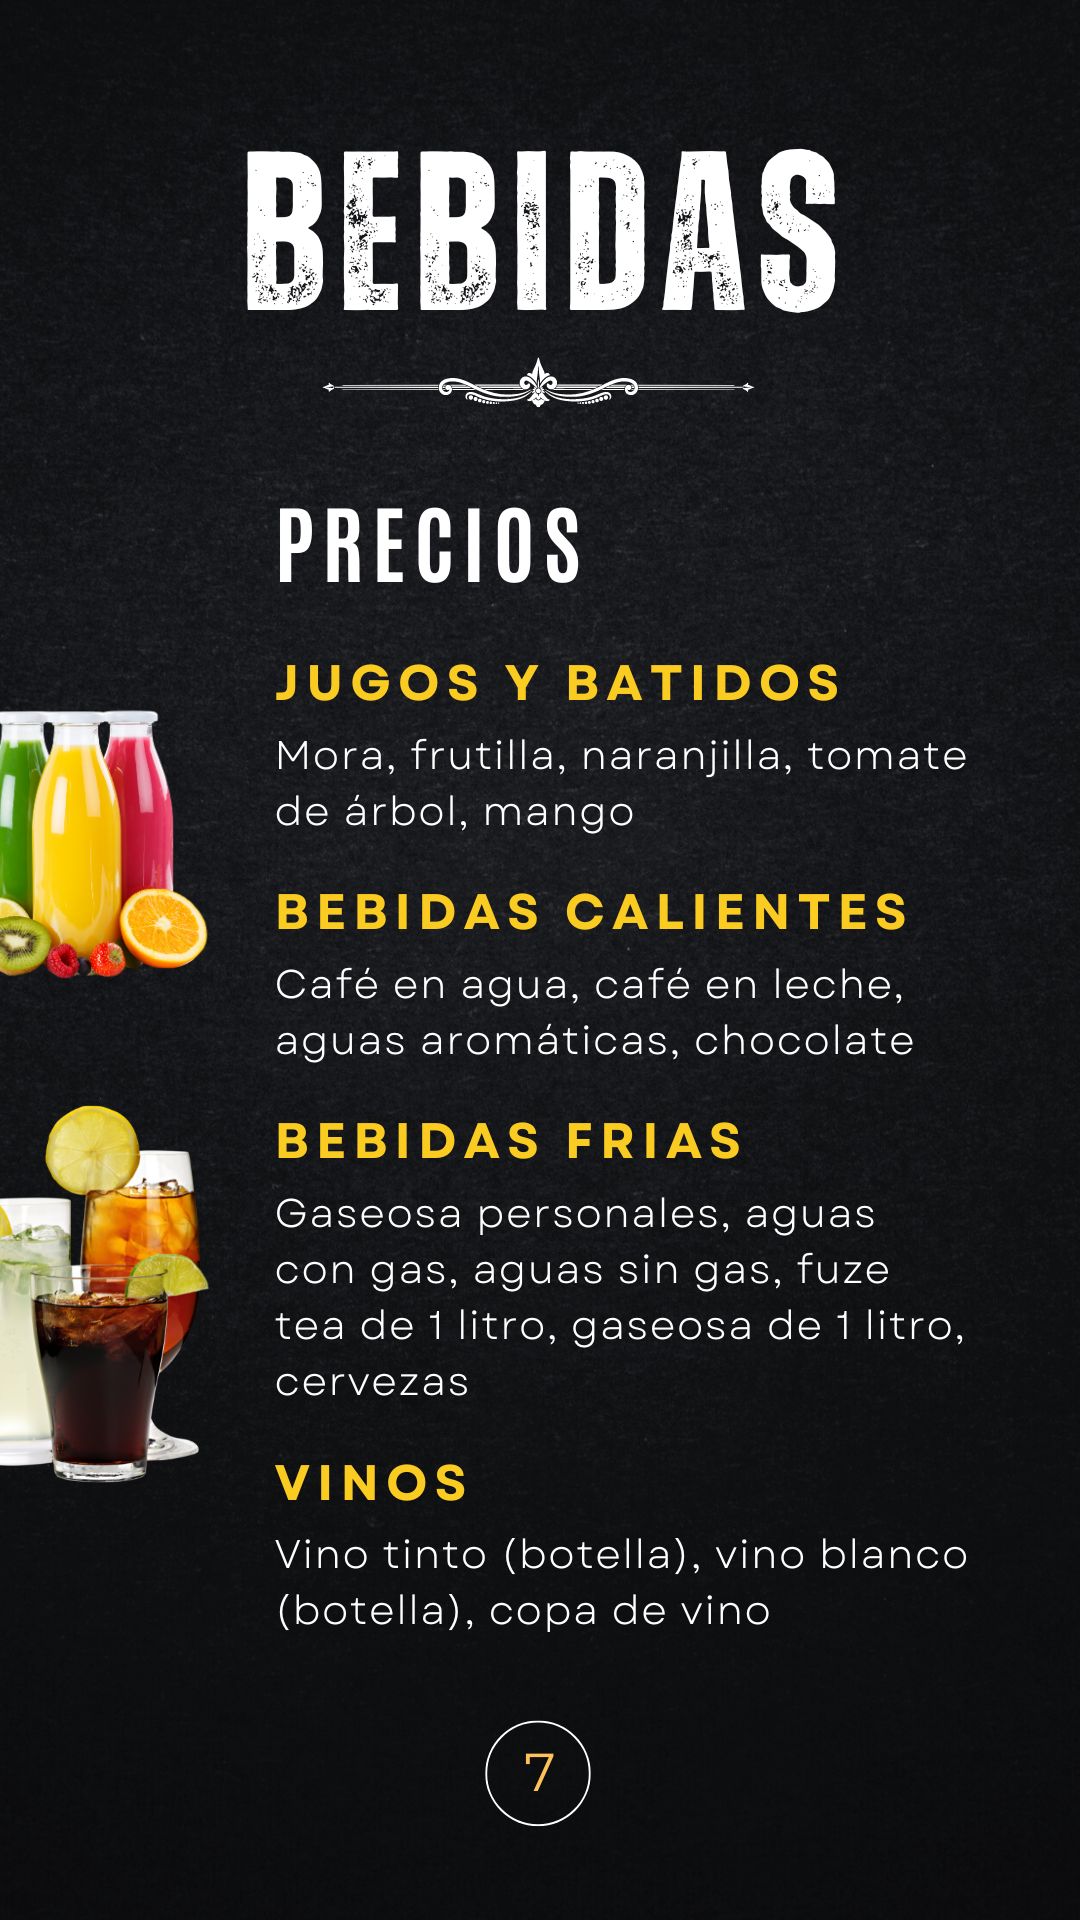 BEBIDAS
PRECIOS
JUGOS Y BATIDOS
Mora, frutilla, naranjilla, tomate
de árbol, mango
BEBIDAS CALIENTES
Café en agua, café en leche,
aguas aromáticas, chocolate
BEBIDAS FRIAS
Gaseosa personales, aguas
con gas, aguas sin gas, fuze
tea de 1 litro, gaseosa de 1 litro,
cervezas
VINOS
Vino tinto (botella), vino blanco
(botella), copa de vino
7